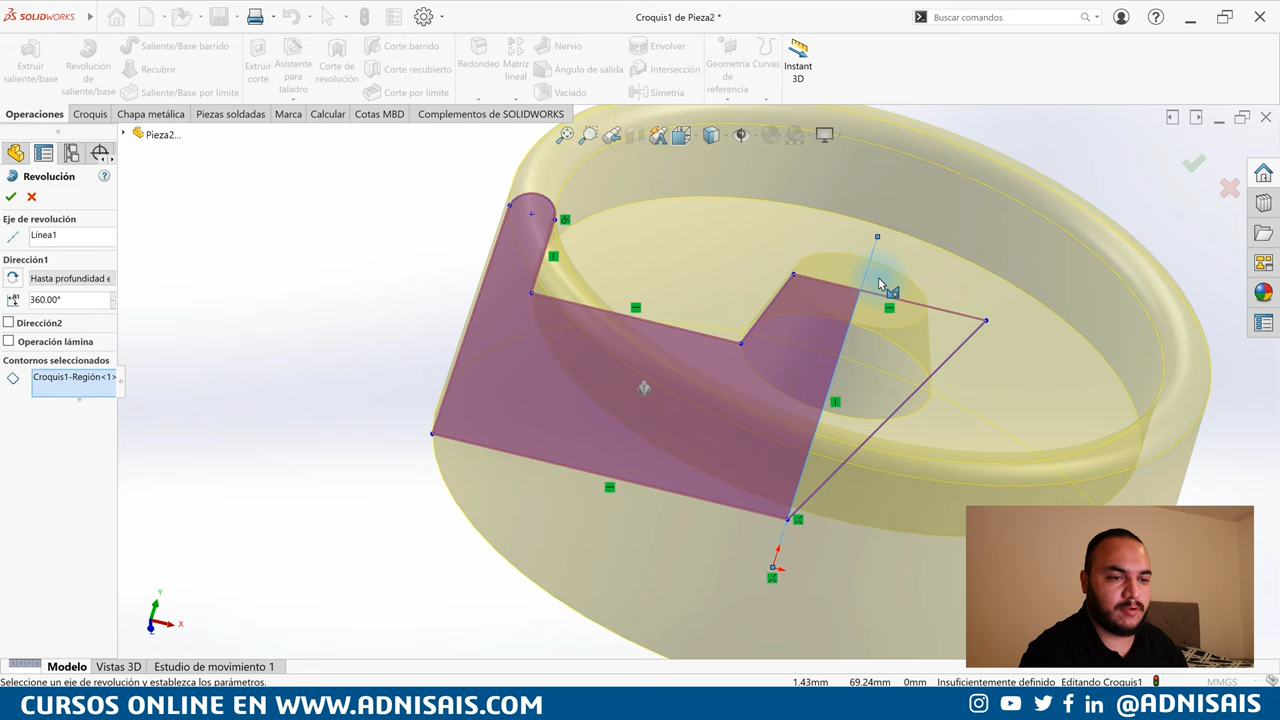 SOLIDWORKS
Croquis1 de Pieza2 *
Buscar comandos
Extruir saliente/base
Revolución de saliente/base
Saliente/Base barrido
Recubrir
Saliente/Base por límite
Extruir corte
Asistente para taladro
Corte de revolución
Corte barrido
Corte recubierto
Corte por límite
Redondeo
Matriz lineal
Nervio
Ángulo de salida
Vaciado
Envolver
Intersección
Simetría
Geometría de referencia
Curvas
Instant 3D
Operaciones
Croquis
Chapa metálica
Piezas soldadas
Marca
Calcular
Cotas MBD
Complementos de SOLIDWORKS
Pieza2...
Revolución
Eje de revolución
Línea1
Dirección1
Hasta profundidad e
360.00°
Dirección2
Operación lámina
Contornos seleccionados
Croquis1-Región<1>
Y
X
Z
Modelo
Vistas 3D
Estudio de movimiento 1
Seleccione un eje de revolución y establezca los parámetros.
1.43mm
69.24mm
0mm
Insuficientemente definido
Editando Croquis1
MMGS
CURSOS ONLINE EN WWW.ADNISAIS.COM
@ADNISAIS